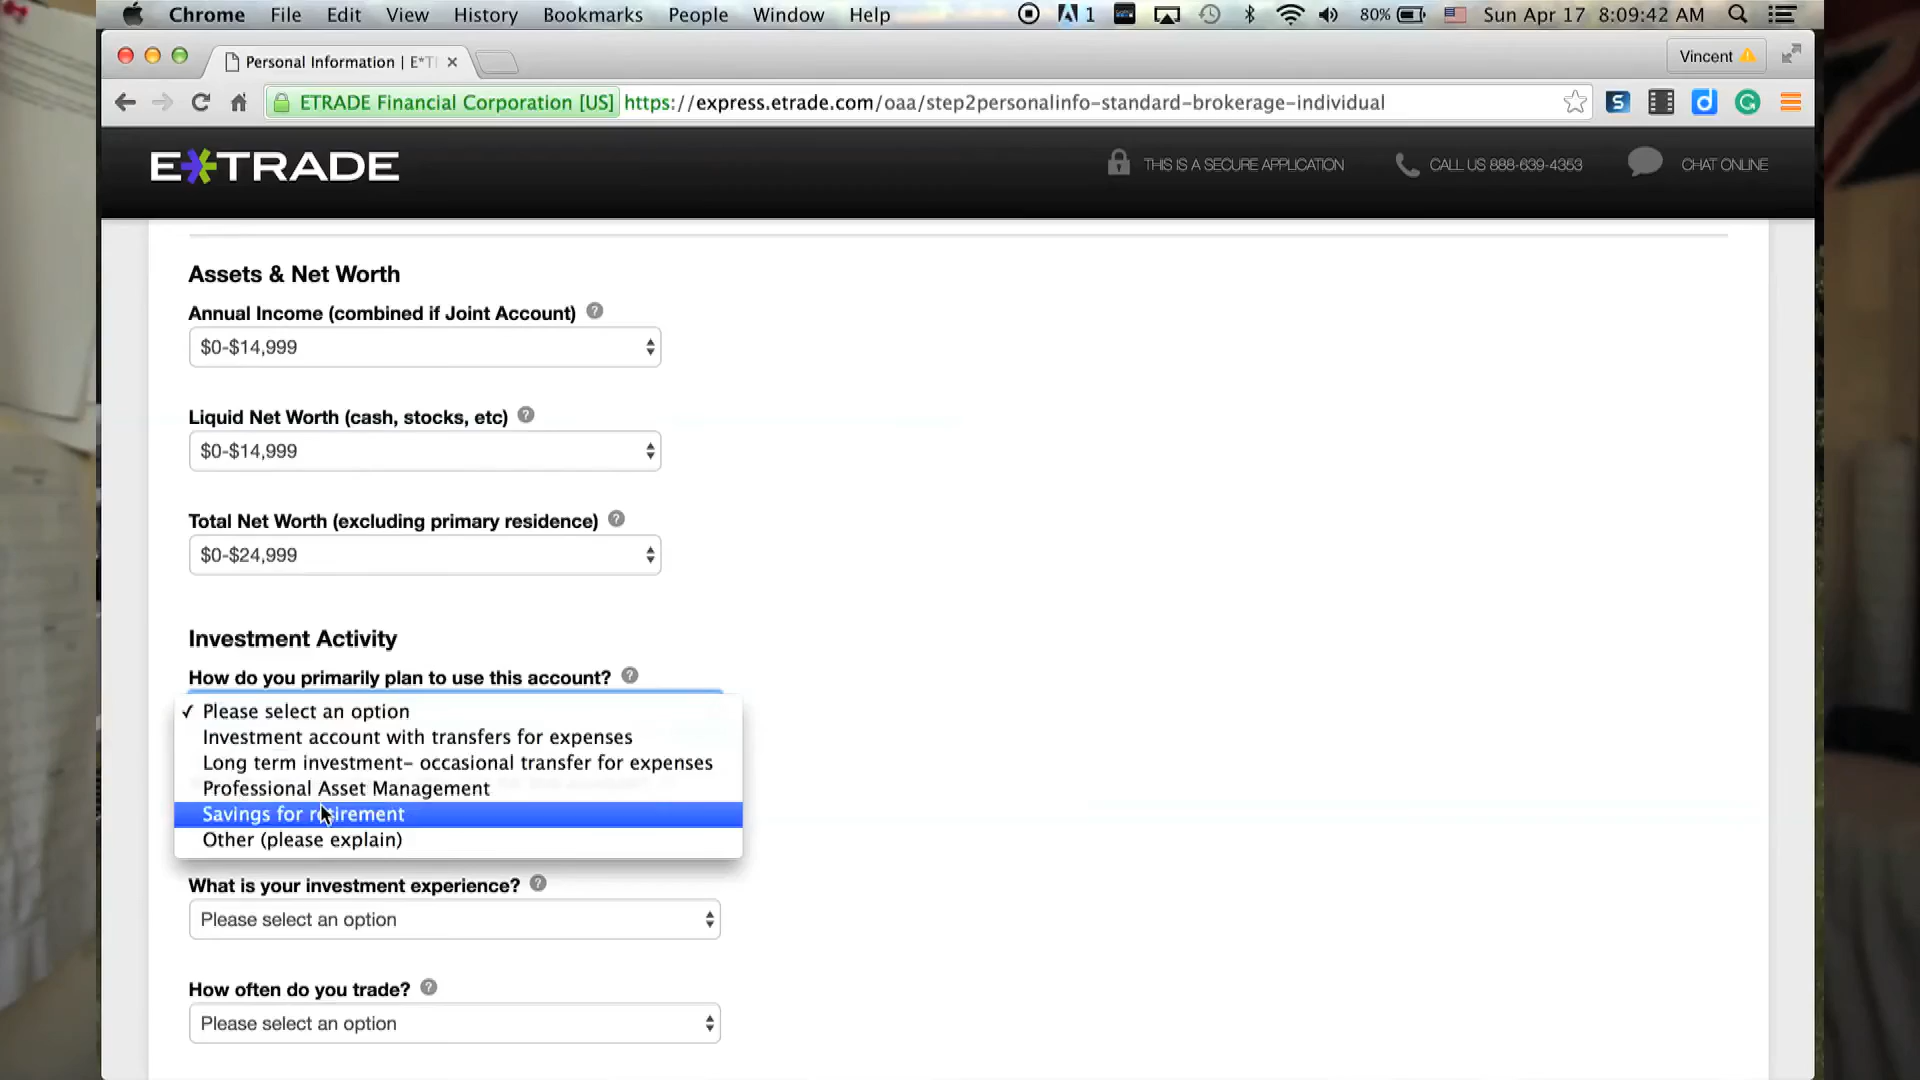 Chrome File Edit View History Bookmarks People Window Help 1 80% Sun Apr 17 8:09:42 AM
Personal Information | E*T Vincent
ETRADE Financial Corporation [US] https://express.etrade.com/oaa/step2personalinfo-standard-brokerage-individual
E*TRADE THIS IS A SECURE APPLICATION CALL US 888-639-4353 CHAT ONLINE
Assets & Net Worth
Annual Income (combined if Joint Account) ?
$0-$14,999
Liquid Net Worth (cash, stocks, etc) ?
$0-$14,999
Total Net Worth (excluding primary residence) ?
$0-$24,999
Investment Activity
How do you primarily plan to use this account? ?
✓ Please select an option
Investment account with transfers for expenses
Long term investment- occasional transfer for expenses
Professional Asset Management
Savings for retirement
Other (please explain)
What is your investment experience? ?
Please select an option
How often do you trade? ?
Please select an option